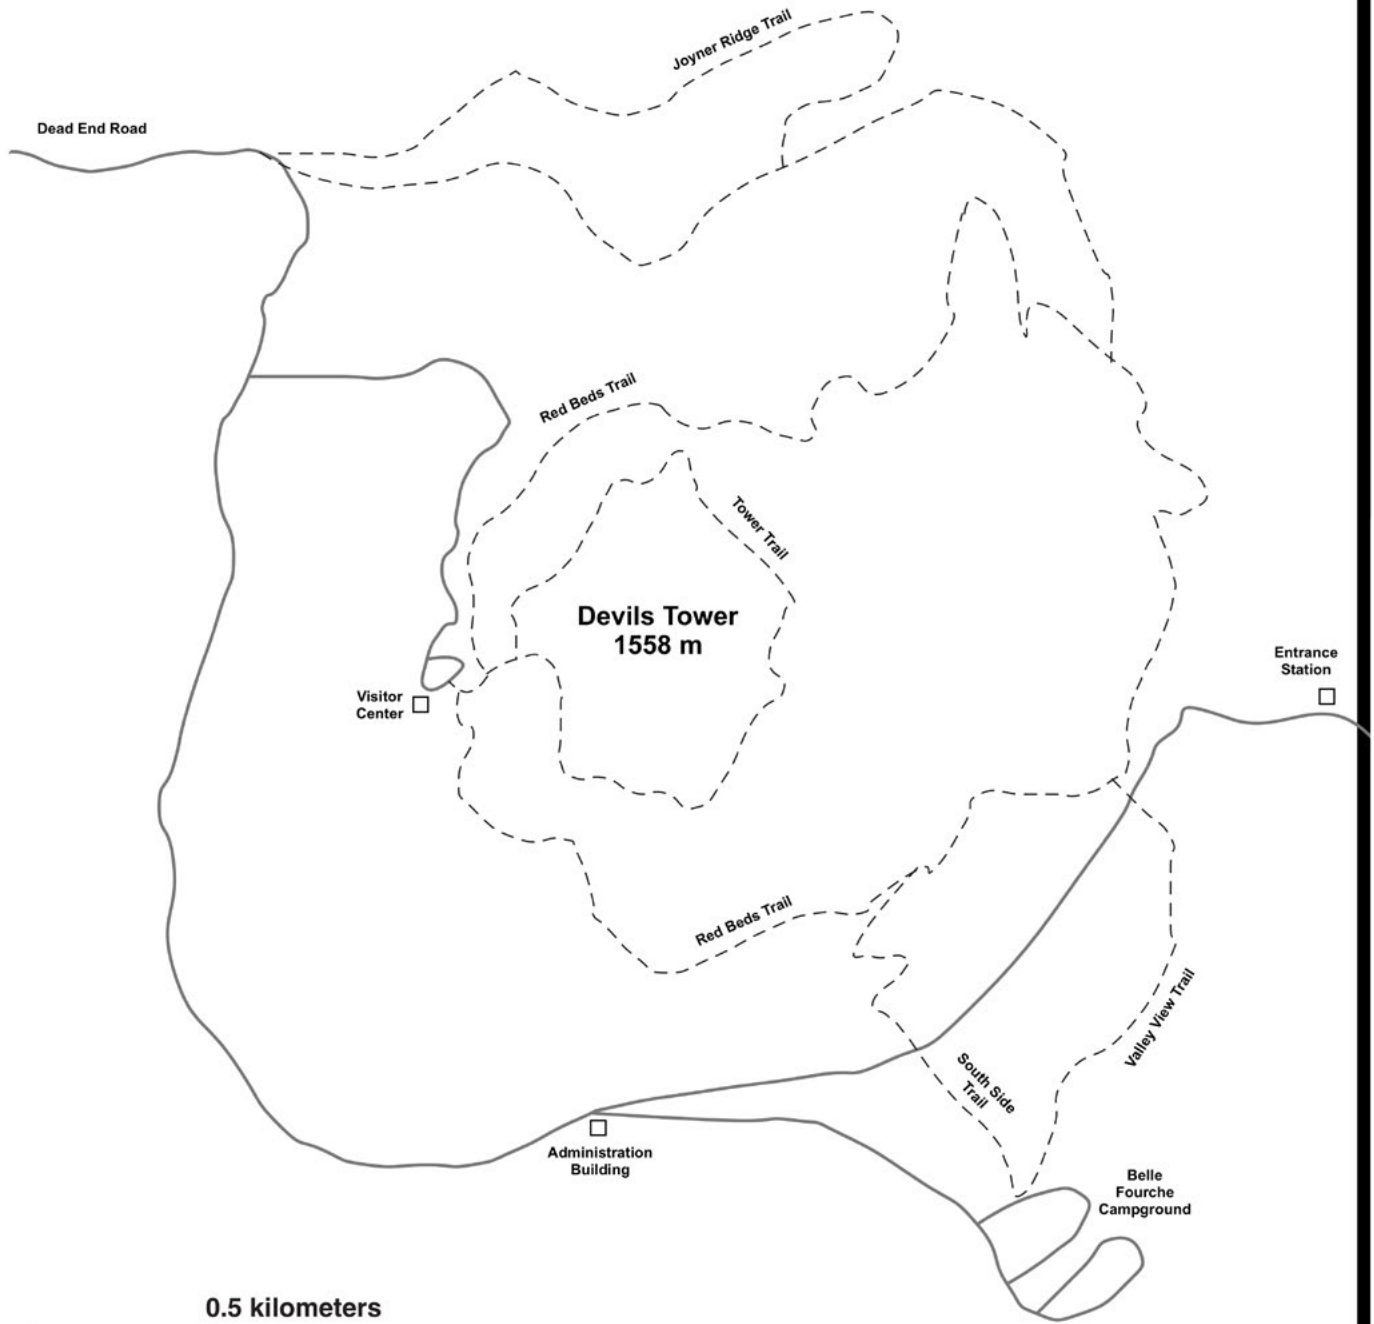 Joyner Ridge Trail
Dead End Road
Red Beds Trail
Tower Trail
Devils Tower
1558 m
Entrance
Station
Visitor
Center
Red Beds Trail
Valley View Trail
South Side
Trail
Administration
Building
Belle
Fourche
Campground
0.5 kilometers